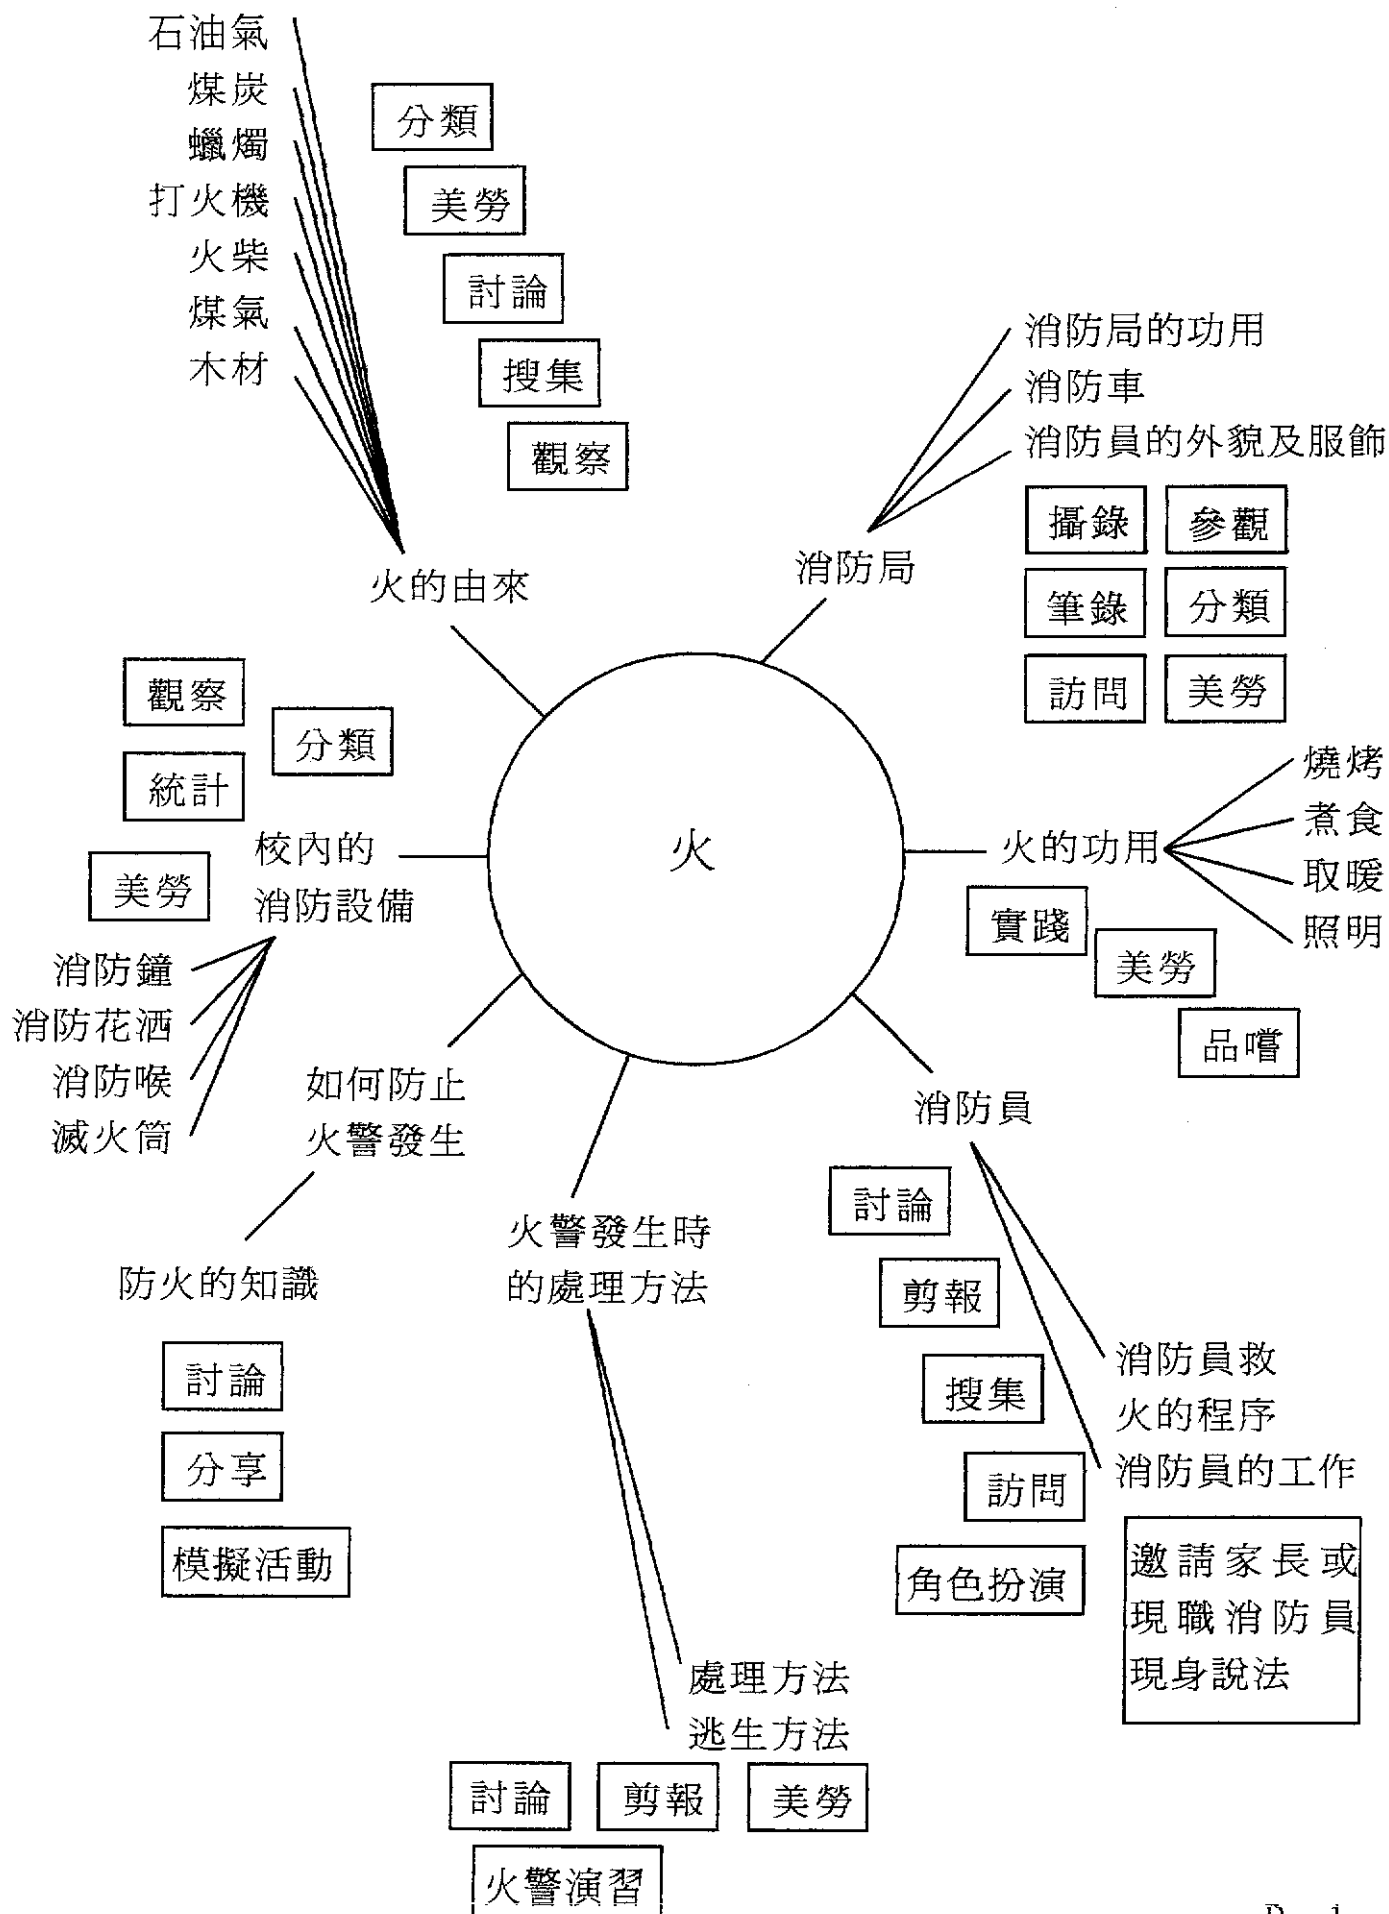 石油氣
煤炭
蠟燭
打火機
火柴
煤氣
木材
分類
美勞
討論
搜集
觀察
火的由來
消防局的功用
消防車
消防員的外貌及服飾
攝錄
參觀
筆錄
分類
訪問
美勞
消防局
觀察
分類
統計
美勞
校內的
消防設備
消防鐘
消防花洒
消防喉
滅火筒
火
火的功用
燒烤
煮食
取暖
照明
實踐
美勞
品嚐
如何防止
火警發生
防火的知識
討論
分享
模擬活動
火警發生時
的處理方法
處理方法
逃生方法
討論
剪報
美勞
火警演習
消防員
討論
剪報
搜集
訪問
角色扮演
消防員救
火的程序
消防員的工作
邀請家長或
現職消防員
現身說法